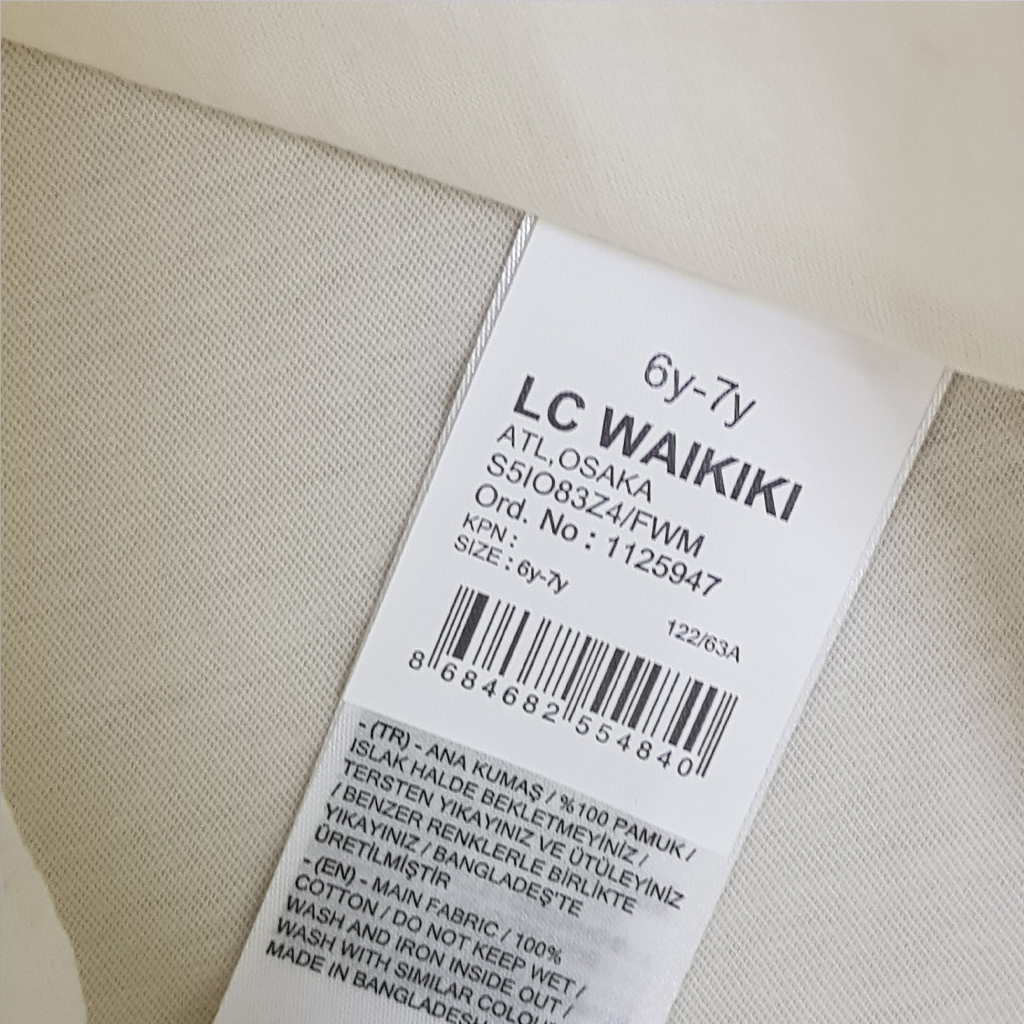 6y-7y
LC WAIKIKI
ATL,OSAKA
S5IO83Z4/FWM
Ord. No : 1125947
KPN :
SIZE : 6y-7y
122/63A
8 684682 554840
- (TR) - ANA KUMAŞ / %100 PAMUK /
ISLAK HALDE BEKLETMEYİNİZ /
TERSTEN YIKAYINIZ VE ÜTÜLEYİNİZ
/ BENZER RENKLERLE BİRLİKTE
YIKAYINIZ / BANGLADEŞ'TE
ÜRETİLMİŞTİR
- (EN) - MAIN FABRIC / 100%
COTTON / DO NOT KEEP WET /
WASH AND IRON INSIDE OUT /
WASH WITH SIMILAR COLOU
MADE IN BANGLADESH